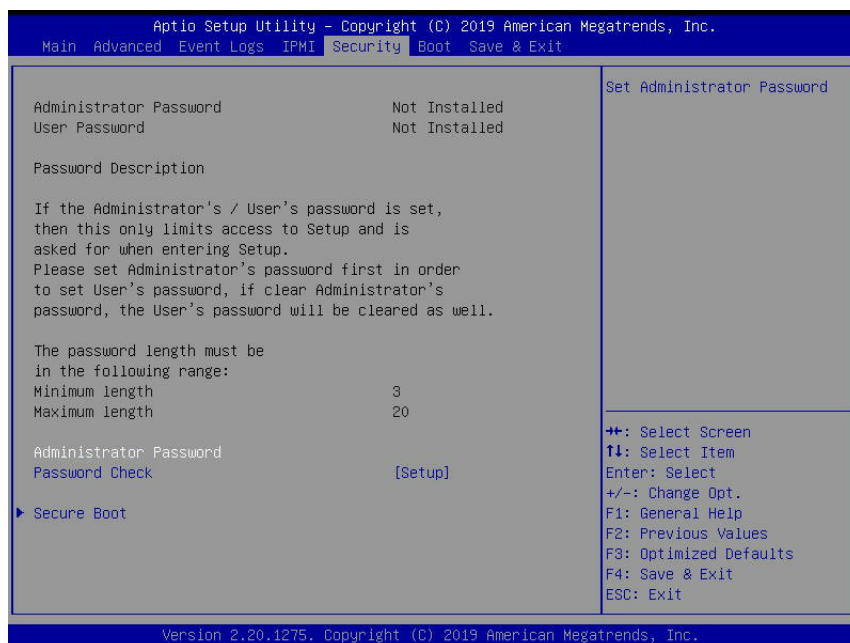 Aptio Setup Utility – Copyright (C) 2019 American Megatrends, Inc.
Main Advanced Event Logs IPMI Security Boot Save & Exit
Administrator Password Not Installed
User Password Not Installed
Password Description
If the Administrator's / User's password is set,
then this only limits access to Setup and is
asked for when entering Setup.
Please set Administrator's password first in order
to set User's password, if clear Administrator's
password, the User's password will be cleared as well.
The password length must be
in the following range:
Minimum length 3
Maximum length 20
Administrator Password
Password Check [Setup]
Secure Boot
Set Administrator Password
→←: Select Screen
↑↓: Select Item
Enter: Select
+/-: Change Opt.
F1: General Help
F2: Previous Values
F3: Optimized Defaults
F4: Save & Exit
ESC: Exit
Version 2.20.1275. Copyright (C) 2019 American Megatrends, Inc.